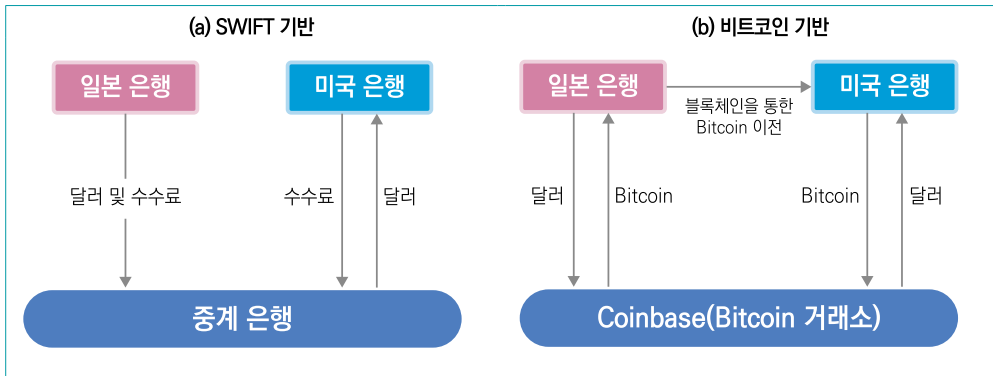 (a) SWIFT 기반
일본 은행
미국 은행
달러 및 수수료
수수료
달러
중계 은행
(b) 비트코인 기반
일본 은행
미국 은행
블록체인을 통한
Bitcoin 이전
달러
Bitcoin
Bitcoin
달러
Coinbase(Bitcoin 거래소)